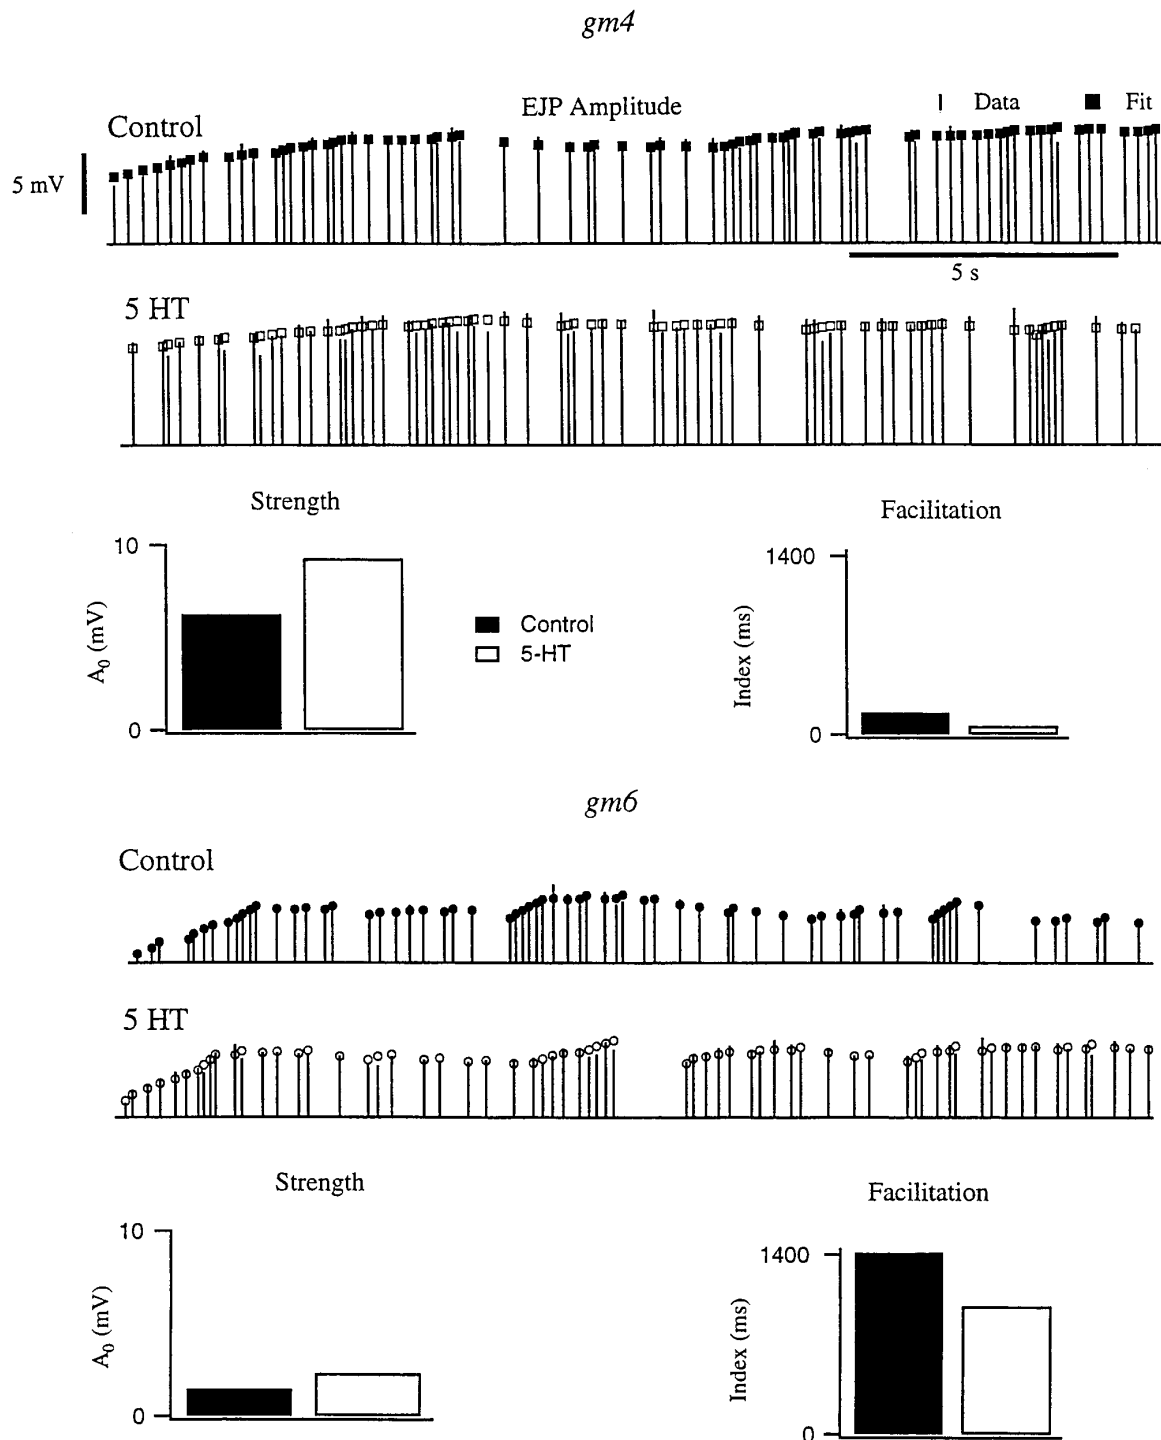 gm4
EJP Amplitude
Data
Fit
Control
5 mV
5 s
5 HT
Strength
10
A0 (mV)
0
Control
5-HT
Facilitation
1400
Index (ms)
0
gm6
Control
5 HT
Strength
10
A0 (mV)
0
Facilitation
1400
Index (ms)
0